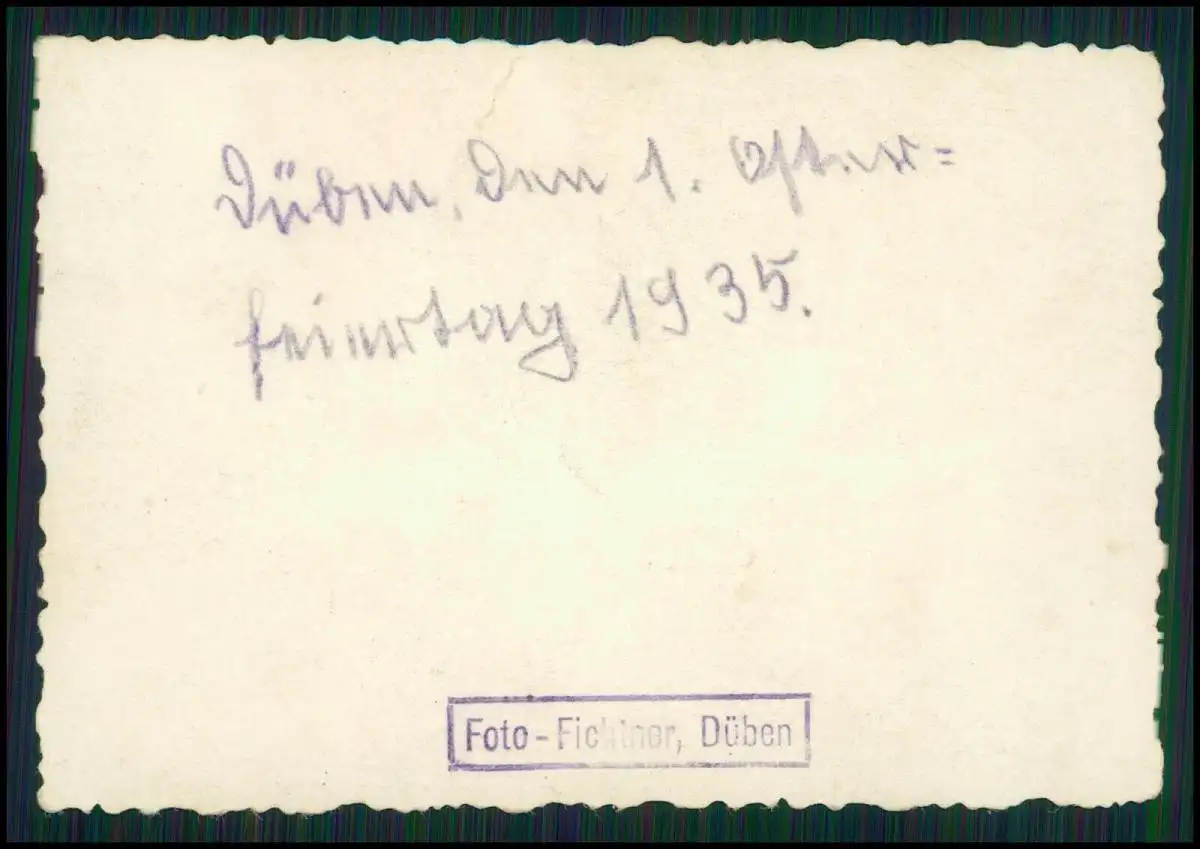 Düben, den 1. Oster=
feiertag 1935.
Foto-Fichtner, Düben